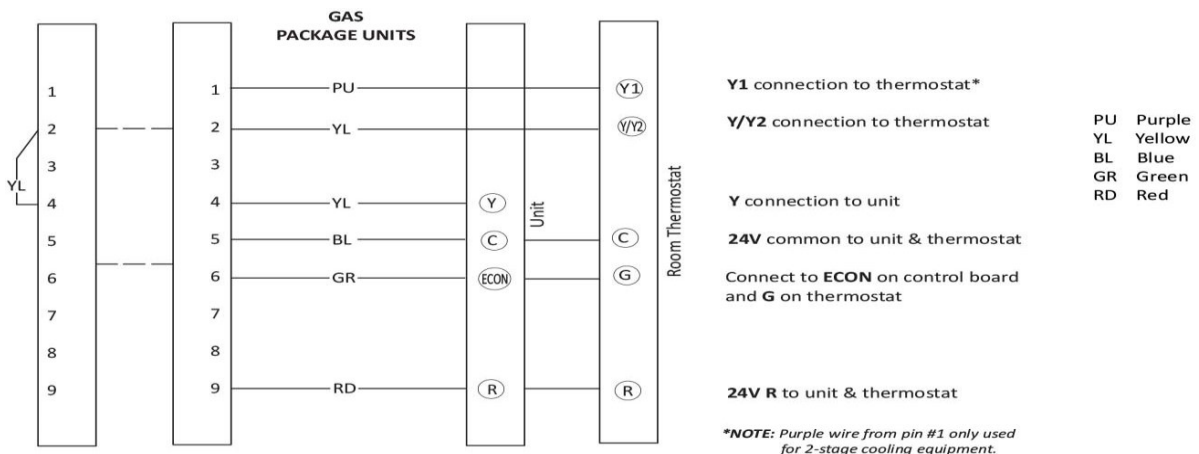 GAS
PACKAGE UNITS
1 1 PU Y1 Y1 connection to thermostat*
2 2 YL Y/Y2 Y/Y2 connection to thermostat
3 3
YL
4 4 YL Y Y connection to unit
5 5 BL C C 24V common to unit & thermostat
6 6 GR ECON G Connect to ECON on control board
and G on thermostat
7 7
8 8
9 9 RD R R 24V R to unit & thermostat
Unit
Room Thermostat
*NOTE: Purple wire from pin #1 only used
for 2-stage cooling equipment.
PU Purple
YL Yellow
BL Blue
GR Green
RD Red